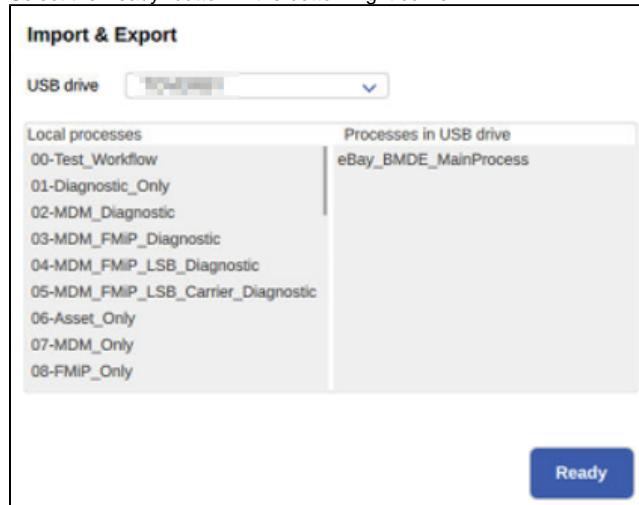 Import & Export
USB drive
Local processes
Processes in USB drive
00-Test_Workflow
eBay_BMDE_MainProcess
01-Diagnostic_Only
02-MDM_Diagnostic
03-MDM_FMiP_Diagnostic
04-MDM_FMiP_LSB_Diagnostic
05-MDM_FMiP_LSB_Carrier_Diagnostic
06-Asset_Only
07-MDM_Only
08-FMiP_Only
Ready